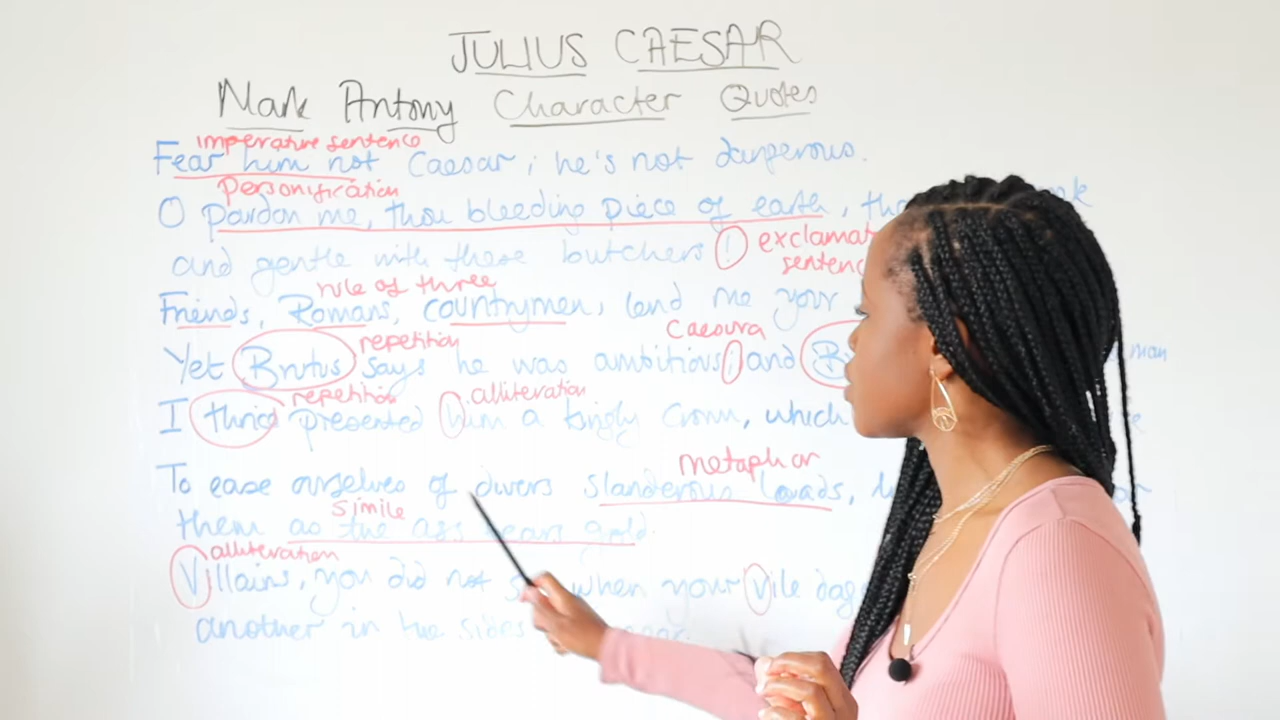 JULIUS CAESAR
Mark Antony Character Quotes
imperative sentence
Fear him not Caesar; he's not dangerous.
Personification
O pardon me, thou bleeding piece of earth,
and gentle with these butchers! exclamat
sentenc
rule of three
Friends, Romans, countrymen, lend me your
caesura
repetition
Yet Brutus says he was ambitious; and B man
repetition alliteration
I thrice presented him a kingly crown, which
metaphor
To ease ourselves of divers slanderous loads,
simile
them as the ass bears gold.
alliteration
Villains, you did not when your vile dag
another in the sides